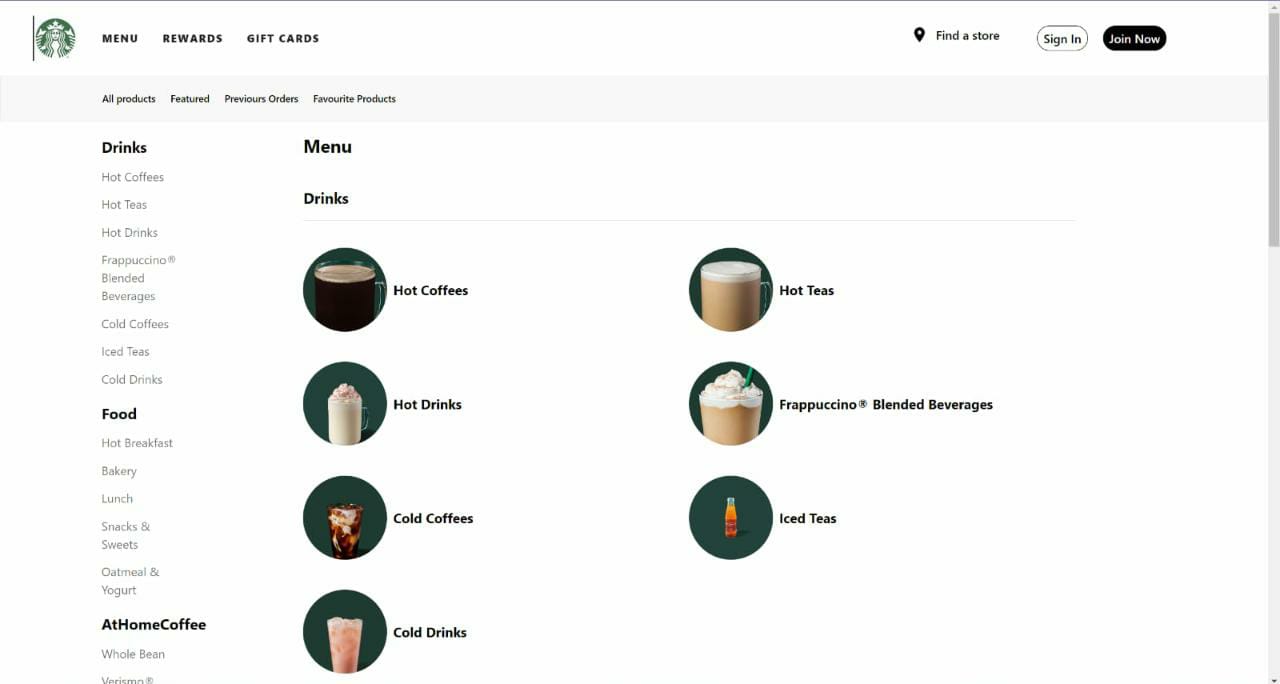 MENU REWARDS GIFT CARDS Find a store Sign In Join Now
All products Featured Previours Orders Favourite Products
Drinks
Hot Coffees
Hot Teas
Hot Drinks
Frappuccino®
Blended
Beverages
Cold Coffees
Iced Teas
Cold Drinks
Food
Hot Breakfast
Bakery
Lunch
Snacks &
Sweets
Oatmeal &
Yogurt
AtHomeCoffee
Whole Bean
Verismo®
Menu
Drinks
Hot Coffees
Hot Teas
Hot Drinks
Frappuccino® Blended Beverages
Cold Coffees
Iced Teas
Cold Drinks